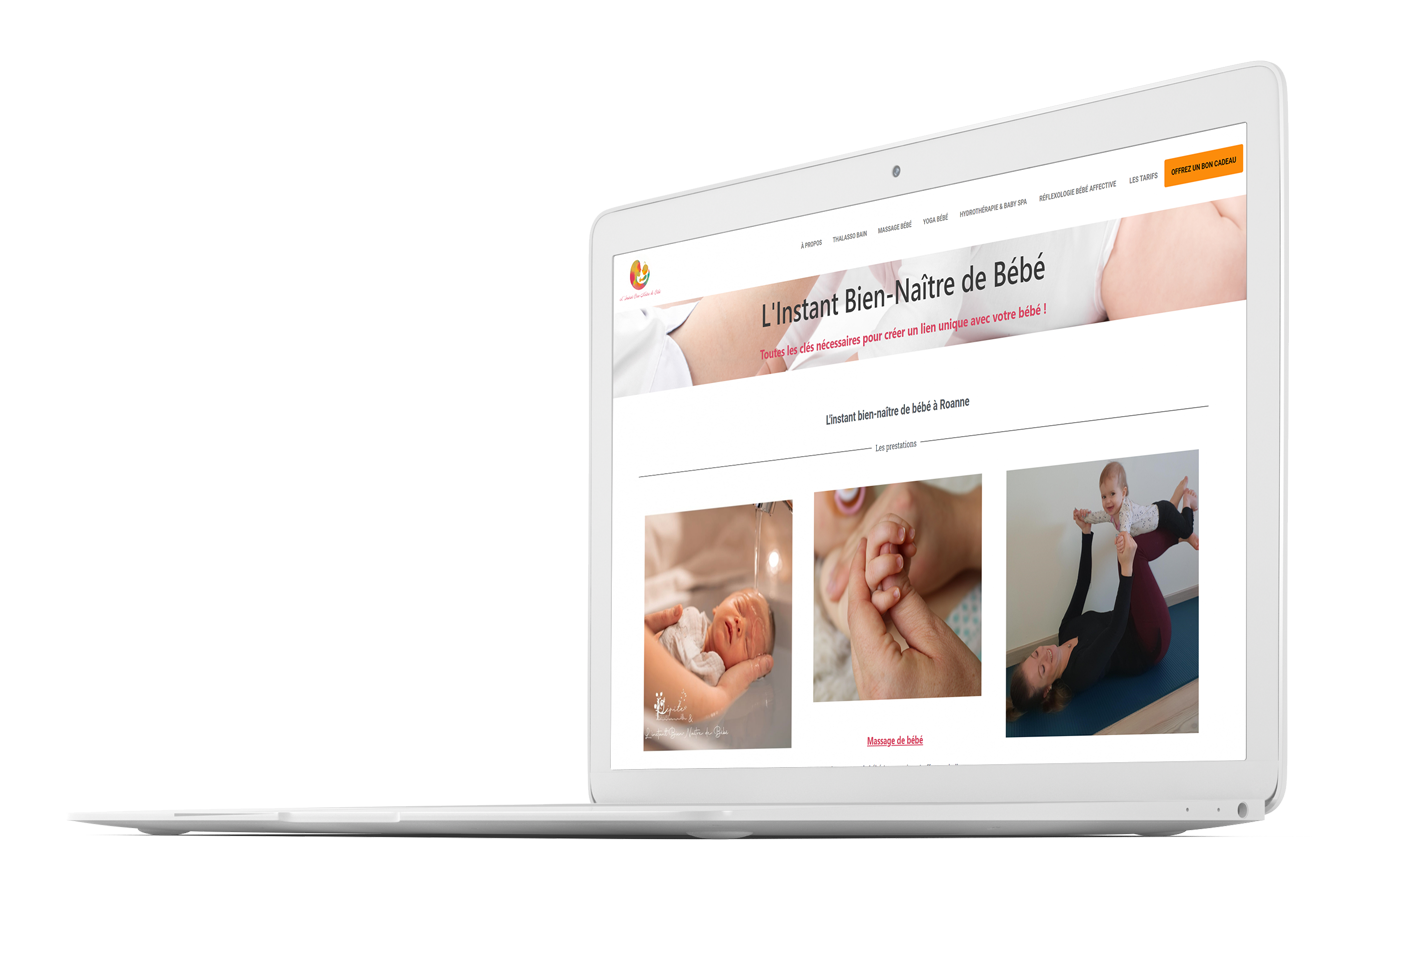 À PROPOS
THALASSO BAIN
MASSAGE BÉBÉ
YOGA BÉBÉ
HYDROTHÉRAPIE & BABY SPA
RÉFLEXOLOGIE BÉBÉ AFFECTIVE
LES TARIFS
OFFREZ UN BON CADEAU
L'Instant Bien-Naître de Bébé
L'Instant Bien-Naître de Bébé
Toutes les clés nécessaires pour créer un lien unique avec votre bébé !
L'instant bien-naître de bébé à Roanne
Les prestations
&
L'instant Bien-Naître de Bébé
Massage de bébé